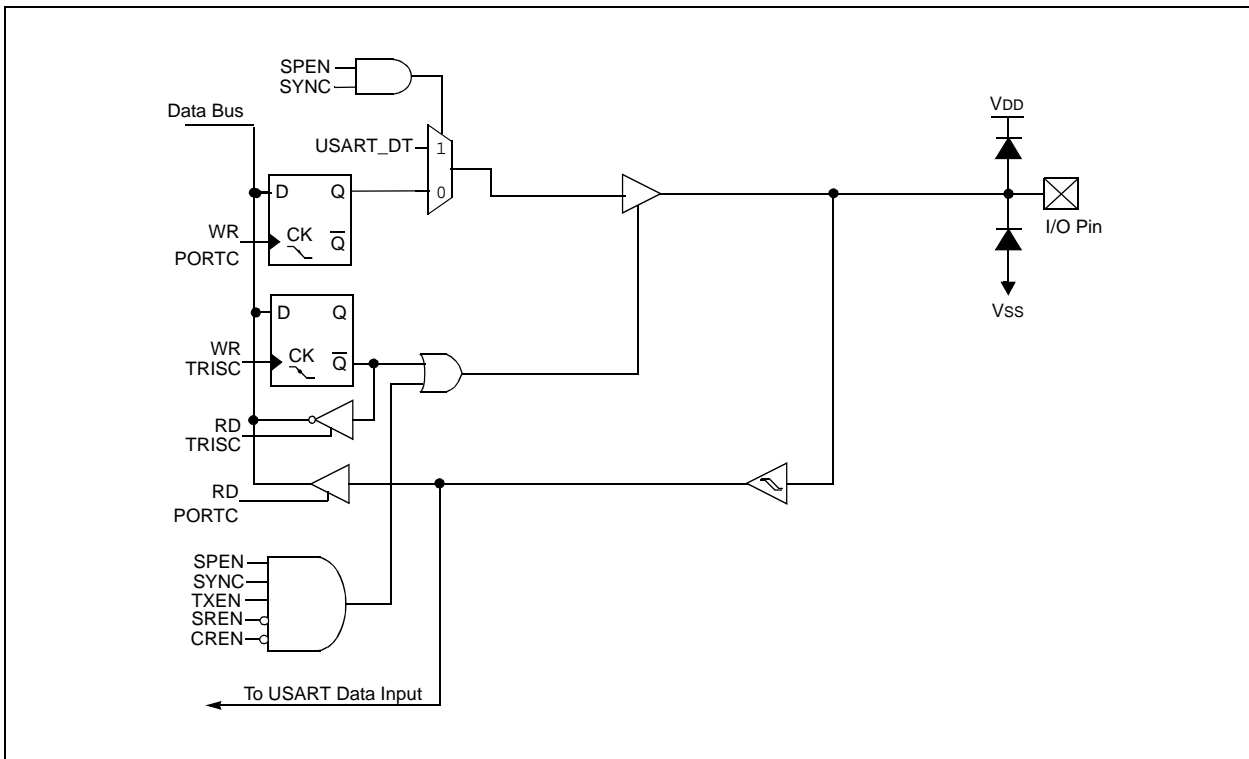 SPEN
SYNC
Data Bus
VDD
USART_DT
1
D
Q
0
I/O Pin
WR
PORTC
CK
Q
VSS
D
Q
WR
TRISC
CK
Q
RD
TRISC
RD
PORTC
SPEN
SYNC
TXEN
SREN
CREN
To USART Data Input